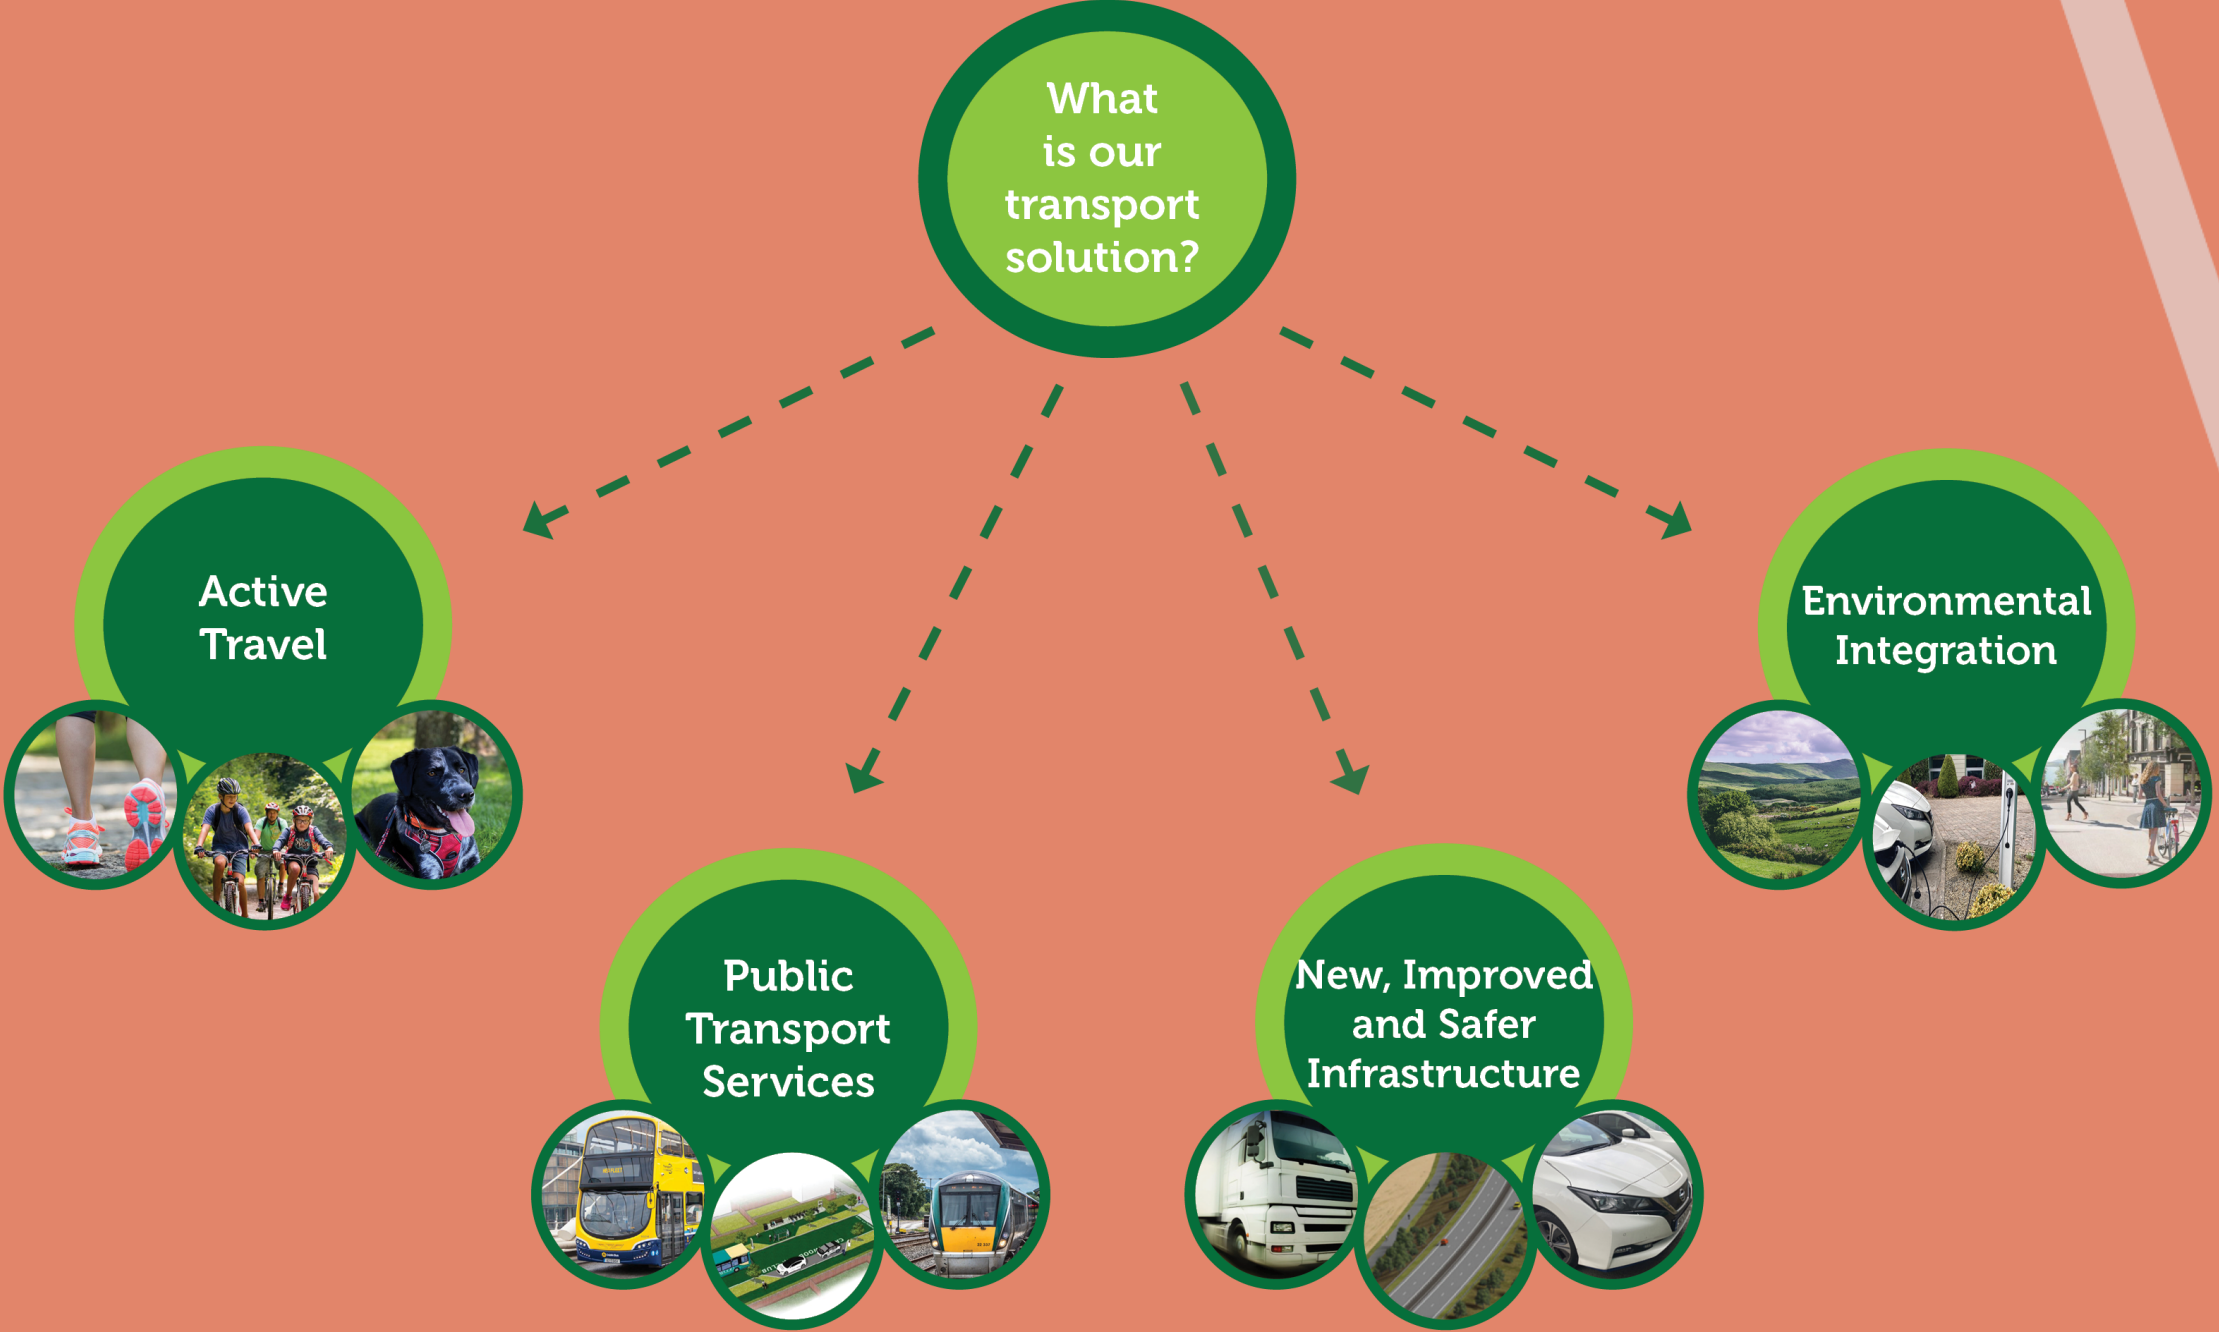 What
is our
transport
solution?
Active
Travel
Environmental
Integration
Public
Transport
Services
New, Improved
and Safer
Infrastructure